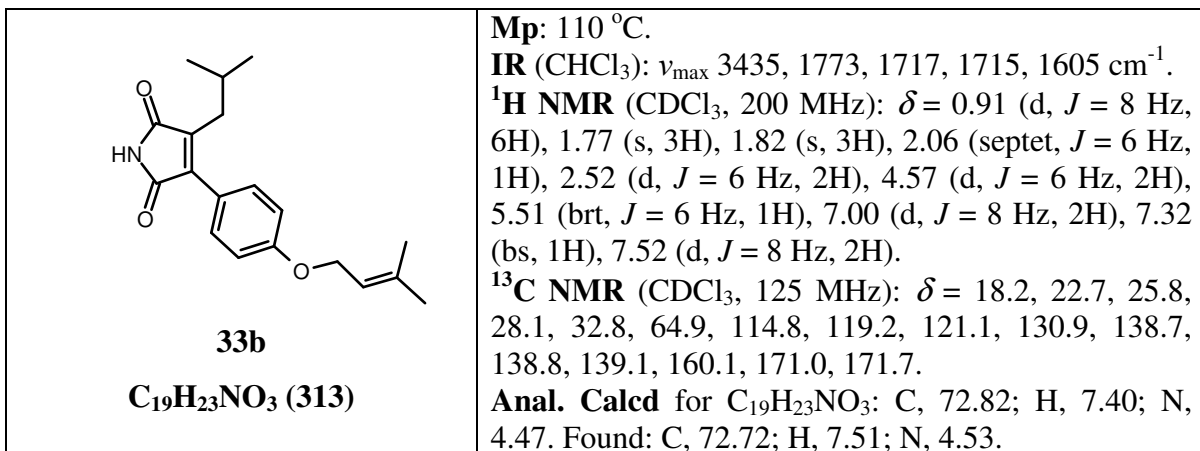 O
HN
O
O
33b
C₁₉H₂₃NO₃ (313)
Mp: 110 °C.
IR (CHCl₃): νmax 3435, 1773, 1717, 1715, 1605 cm⁻¹.
¹H NMR (CDCl₃, 200 MHz): δ = 0.91 (d, J = 8 Hz,
6H), 1.77 (s, 3H), 1.82 (s, 3H), 2.06 (septet, J = 6 Hz,
1H), 2.52 (d, J = 6 Hz, 2H), 4.57 (d, J = 6 Hz, 2H),
5.51 (brt, J = 6 Hz, 1H), 7.00 (d, J = 8 Hz, 2H), 7.32
(bs, 1H), 7.52 (d, J = 8 Hz, 2H).
¹³C NMR (CDCl₃, 125 MHz): δ = 18.2, 22.7, 25.8,
28.1, 32.8, 64.9, 114.8, 119.2, 121.1, 130.9, 138.7,
138.8, 139.1, 160.1, 171.0, 171.7.
Anal. Calcd for C₁₉H₂₃NO₃: C, 72.82; H, 7.40; N,
4.47. Found: C, 72.72; H, 7.51; N, 4.53.